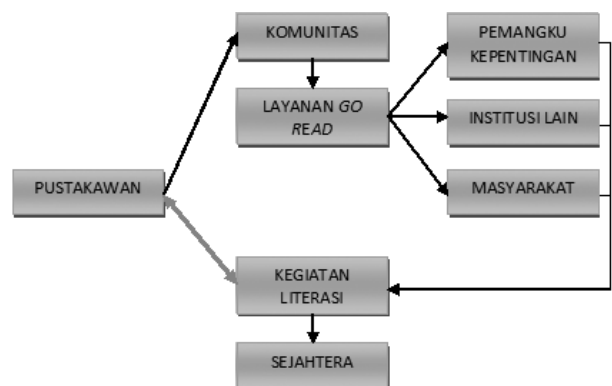 KOMUNITAS
PEMANGKU
KEPENTINGAN
LAYANAN GO
READ
INSTITUSI LAIN
PUSTAKAWAN
MASYARAKAT
KEGIATAN
LITERASI
SEJAHTERA